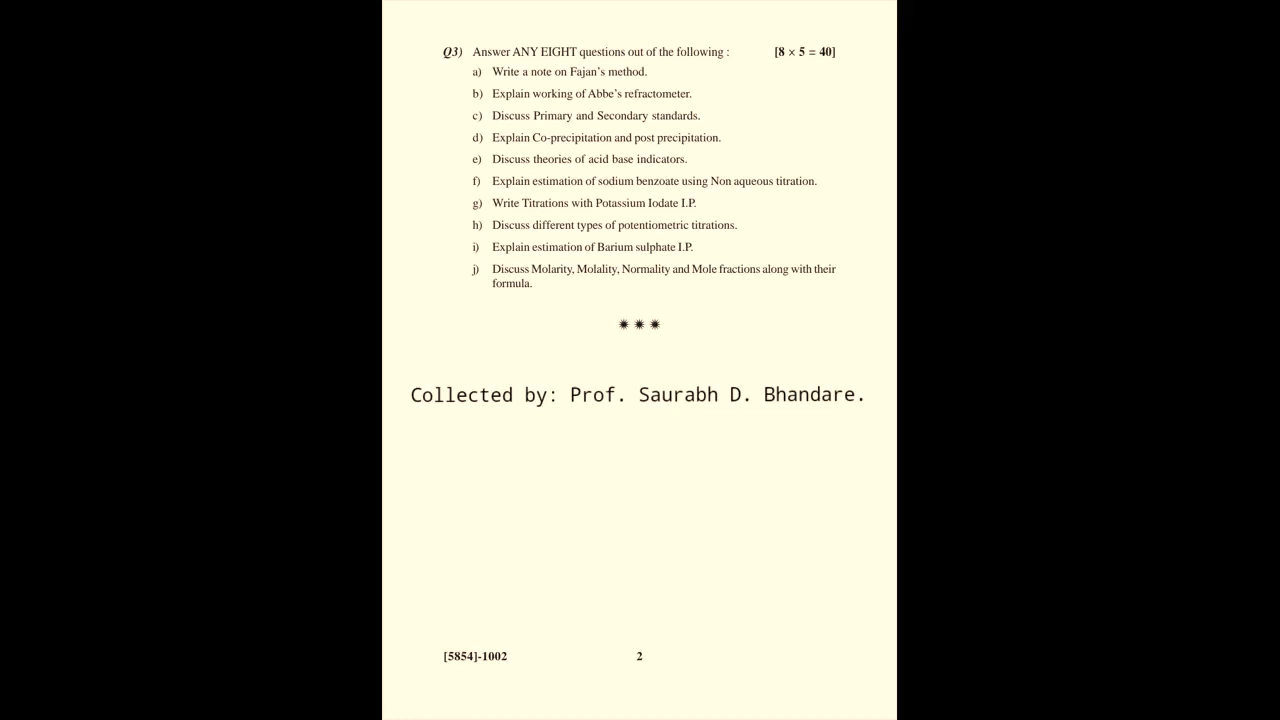 Q3) Answer ANY EIGHT questions out of the following : [8 × 5 = 40]
a) Write a note on Fajan's method.
b) Explain working of Abbe's refractometer.
c) Discuss Primary and Secondary standards.
d) Explain Co-precipitation and post precipitation.
e) Discuss theories of acid base indicators.
f) Explain estimation of sodium benzoate using Non aqueous titration.
g) Write Titrations with Potassium Iodate I.P.
h) Discuss different types of potentiometric titrations.
i) Explain estimation of Barium sulphate I.P.
j) Discuss Molarity, Molality, Normality and Mole fractions along with their
formula.
✷ ✷ ✷
Collected by: Prof. Saurabh D. Bhandare.
[5854]-1002 2